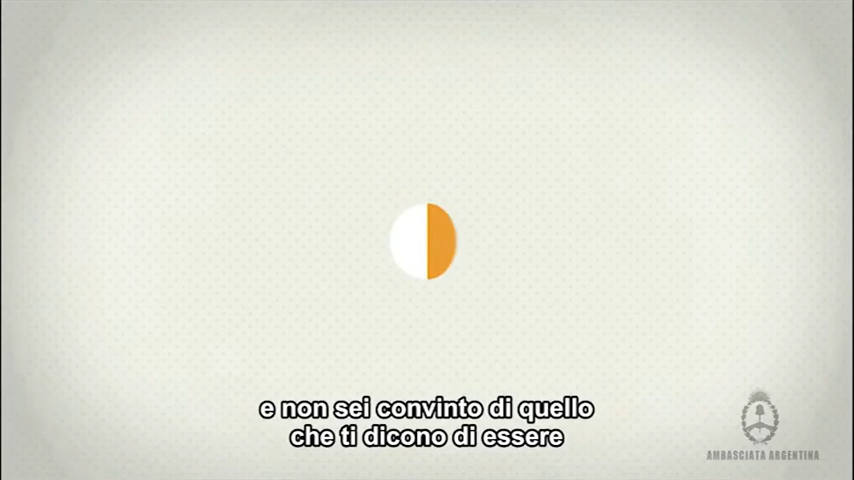 e non sei convinto di quello
che ti dicono di essere
AMBASCIATA ARGENTINA